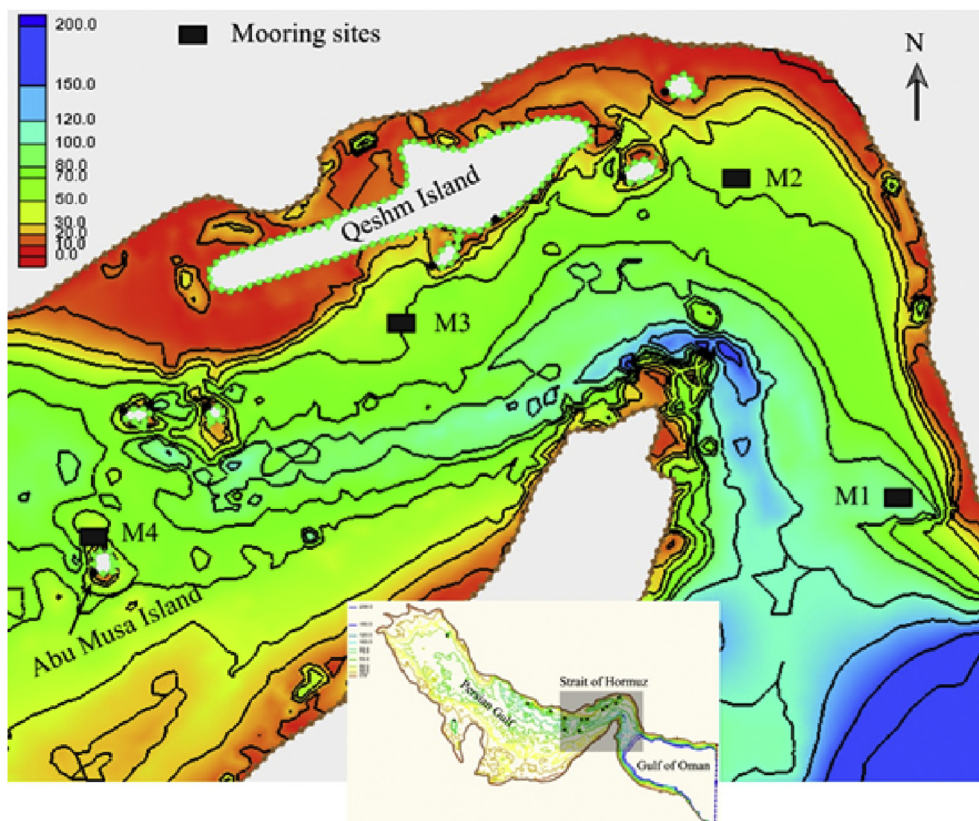 200.0
Mooring sites
N
150.0
120.0
100.0
80.0
70.0
50.0
30.0
20.0
10.0
0.0
Qeshm Island
M2
M3
M1
M4
Abu Musa Island
Strait of Hormuz
Persian Gulf
Gulf of Oman